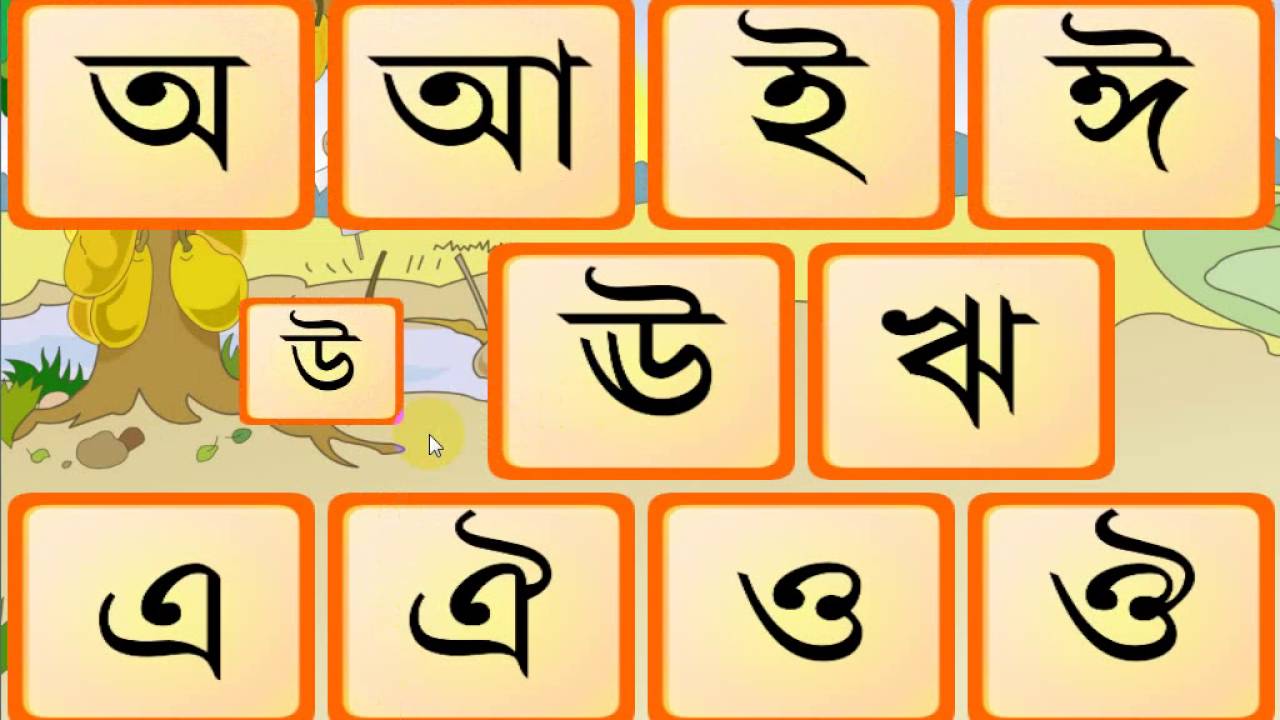 অ আ ই ঈ
উ ঊ ঋ
এ ঐ ও ঔ